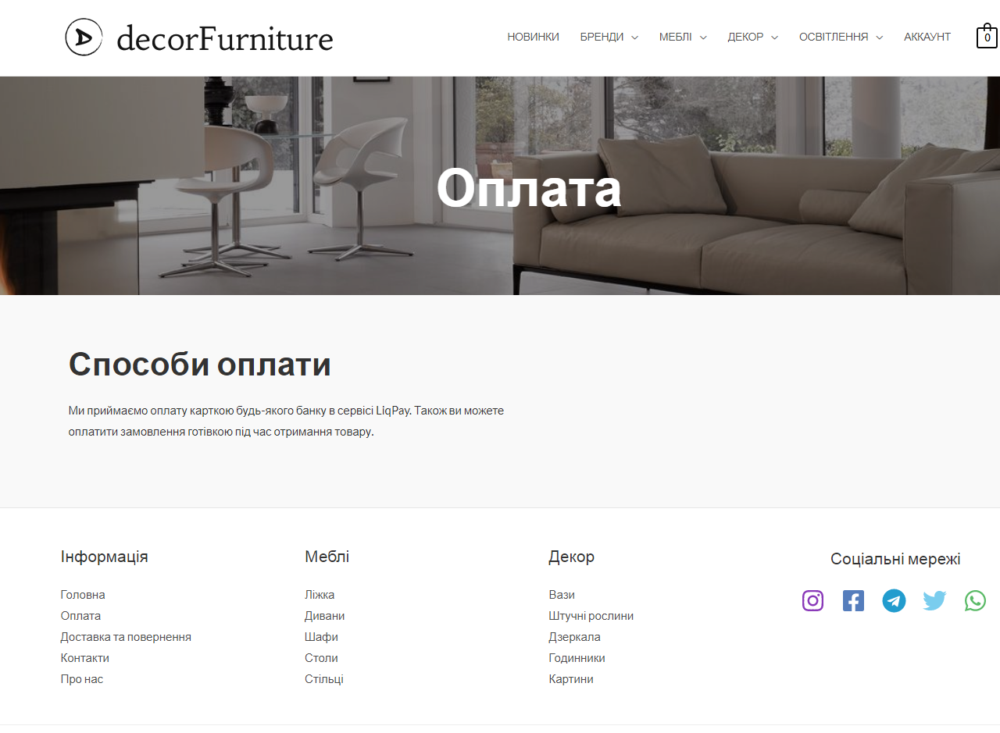 decorFurniture
НОВИНКИ БРЕНДИ МЕБЛІ ДЕКОР ОСВІТЛЕННЯ АККАУНТ 0
Оплата
Способи оплати
Ми приймаємо оплату карткою будь-якого банку в сервісі LiqPay. Також ви можете
оплатити замовлення готівкою під час отримання товару.
Інформація
Головна
Оплата
Доставка та повернення
Контакти
Про нас
Меблі
Ліжка
Дивани
Шафи
Столи
Стільці
Декор
Вази
Штучні рослини
Дзеркала
Годинники
Картини
Соціальні мережі